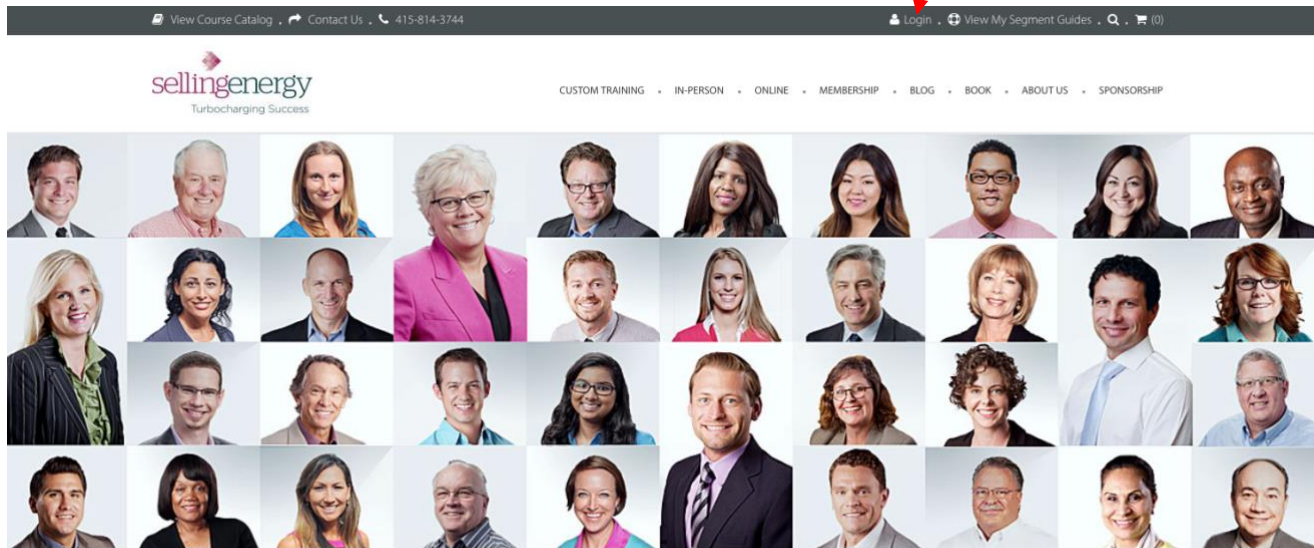 View Course Catalog . Contact Us . 415-814-3744
Login . View My Segment Guides . . (0)
sellingenergy
Turbocharging Success
CUSTOM TRAINING • IN-PERSON • ONLINE • MEMBERSHIP • BLOG • BOOK • ABOUT US • SPONSORSHIP